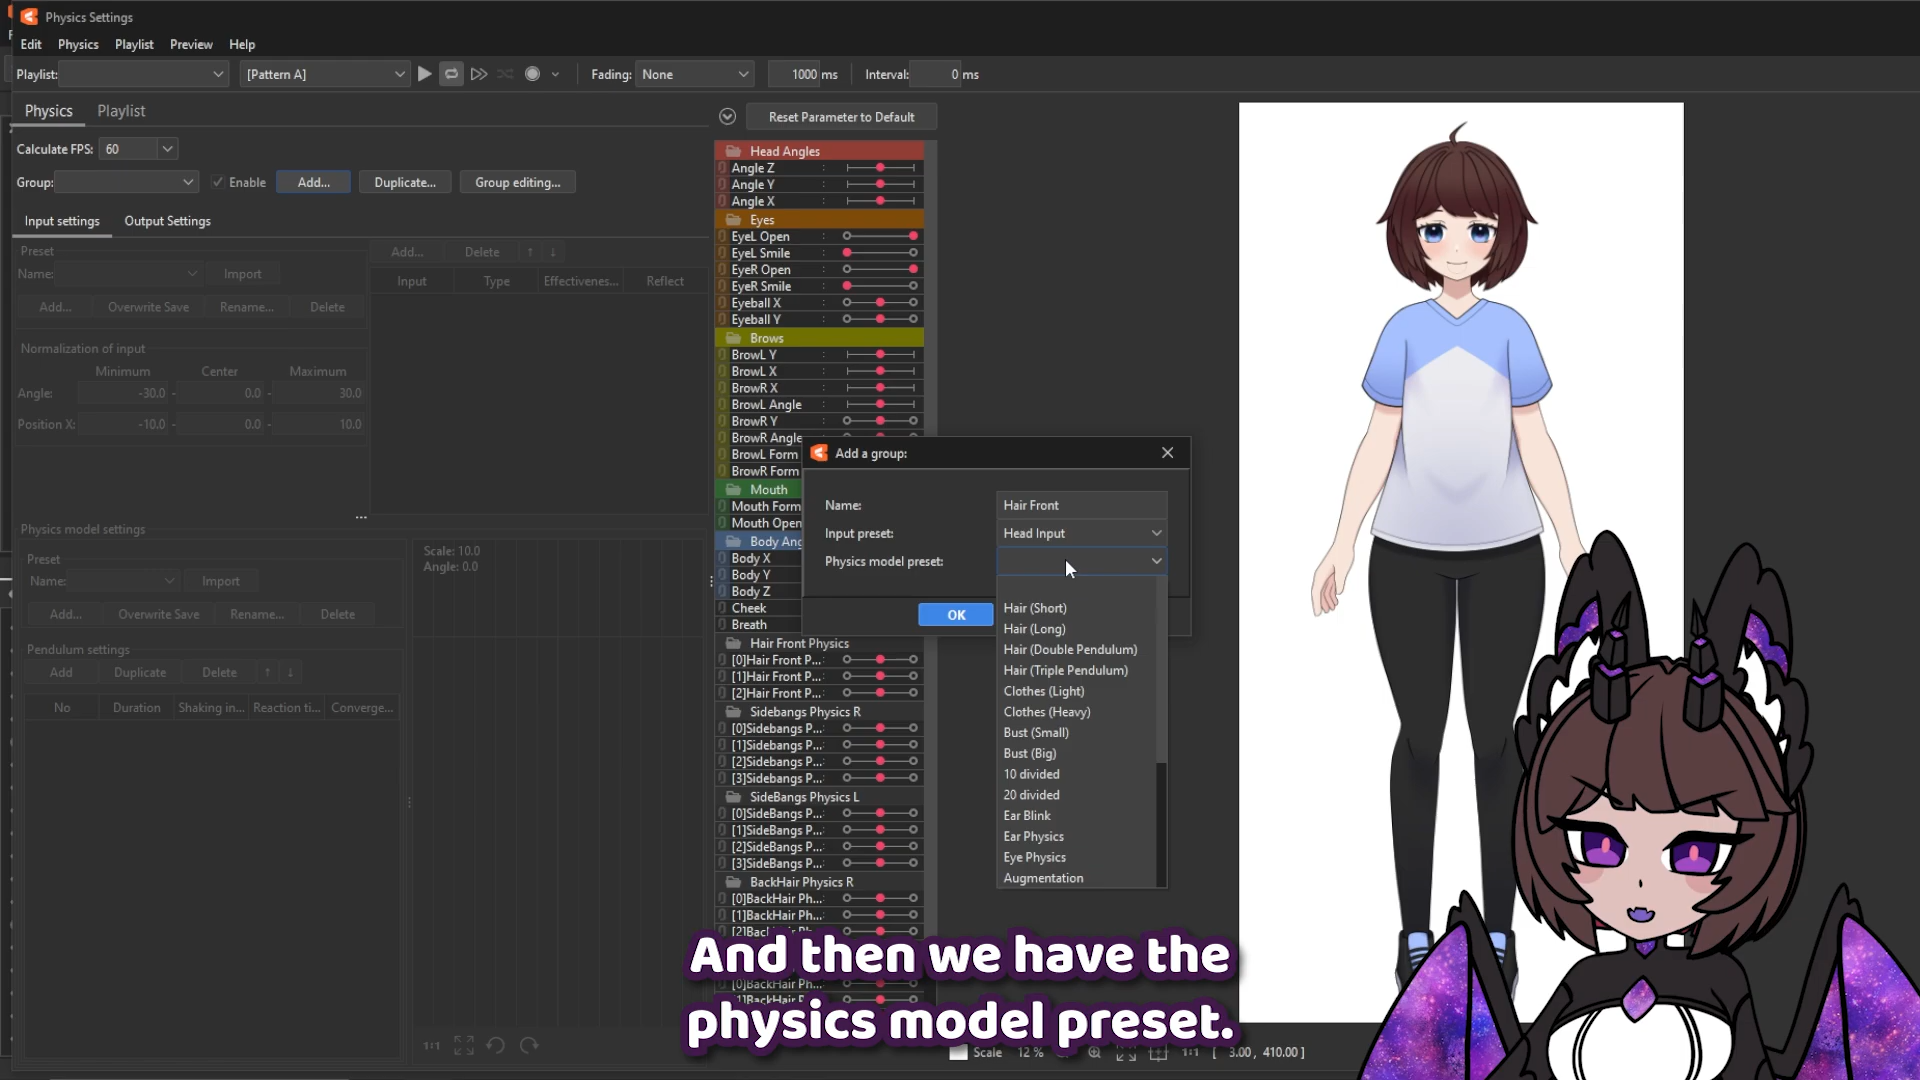 Physics Settings
Edit Physics Playlist Preview Help
Playlist: [Pattern A] Fading: None 1000 ms Interval: 0 ms
Physics Playlist
Calculate FPS: 60
Group: Enable Add... Duplicate... Group editing...
Input settings Output Settings
Preset
Name: Import
Add... Overwrite Save Rename... Delete
Normalization of input
Minimum Center Maximum
Angle: -30.0 - 0.0 - 30.0
Position X: -10.0 - 0.0 - 10.0
Add... Delete ↑ ↓
Input Type Effectivenes... Reflect
...
Physics model settings
Preset
Name: Import
Add... Overwrite Save Rename... Delete
Pendulum settings
Add Duplicate Delete ↑ ↓
No Duration Shaking in... Reaction ti... Converge...
Scale: 10.0
Angle: 0.0
1:1
Reset Parameter to Default
Head Angles
Angle Z :
Angle Y :
Angle X :
Eyes
EyeL Open :
EyeL Smile :
EyeR Open :
EyeR Smile :
Eyeball X :
Eyeball Y :
Brows
BrowL Y :
BrowL X :
BrowR X :
BrowL Angle :
BrowR Y :
BrowR Angle
BrowL Form
BrowR Form
Mouth
Mouth Form
Mouth Open
Body Ang
Body X
Body Y
Body Z
Cheek
Breath
Hair Front Physics
[0]Hair Front P...:
[1]Hair Front P...:
[2]Hair Front P...:
Sidebangs Physics R
[0]Sidebangs P...:
[1]Sidebangs P...:
[2]Sidebangs P...:
[3]Sidebangs P...:
SideBangs Physics L
[0]SideBangs P...:
[1]SideBangs P...:
[2]SideBangs P...:
[3]SideBangs P...:
BackHair Physics R
[0]BackHair Ph...:
[1]BackHair Ph...:
[2]BackHair Ph...:
[0]BackHair Ph...:
Add a group:
Name: Hair Front
Input preset: Head Input
Physics model preset:
OK
Hair (Short)
Hair (Long)
Hair (Double Pendulum)
Hair (Triple Pendulum)
Clothes (Light)
Clothes (Heavy)
Bust (Small)
Bust (Big)
10 divided
20 divided
Ear Blink
Ear Physics
Eye Physics
Augmentation
And then we have the
physics model preset.
Scale 12 % 1:1 [ 3.00 , 410.00 ]